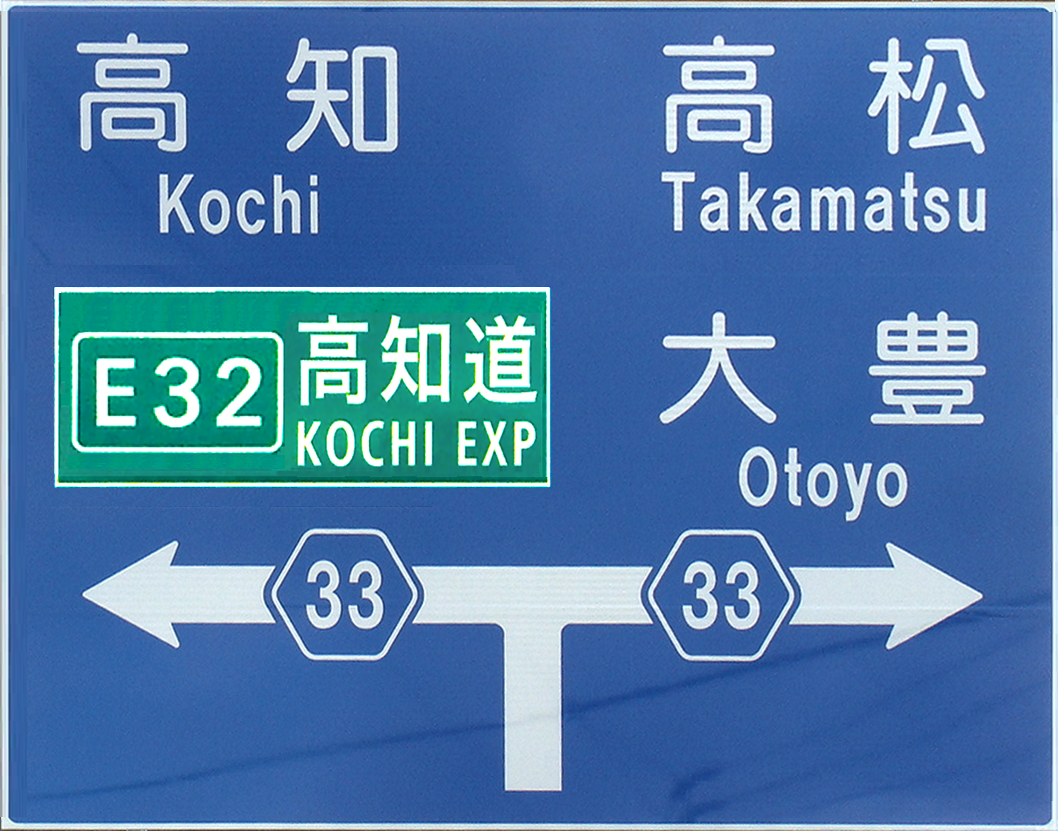 高知
Kochi
高松
Takamatsu
E32
高知道
KOCHI EXP
大豊
Otoyo
33
33